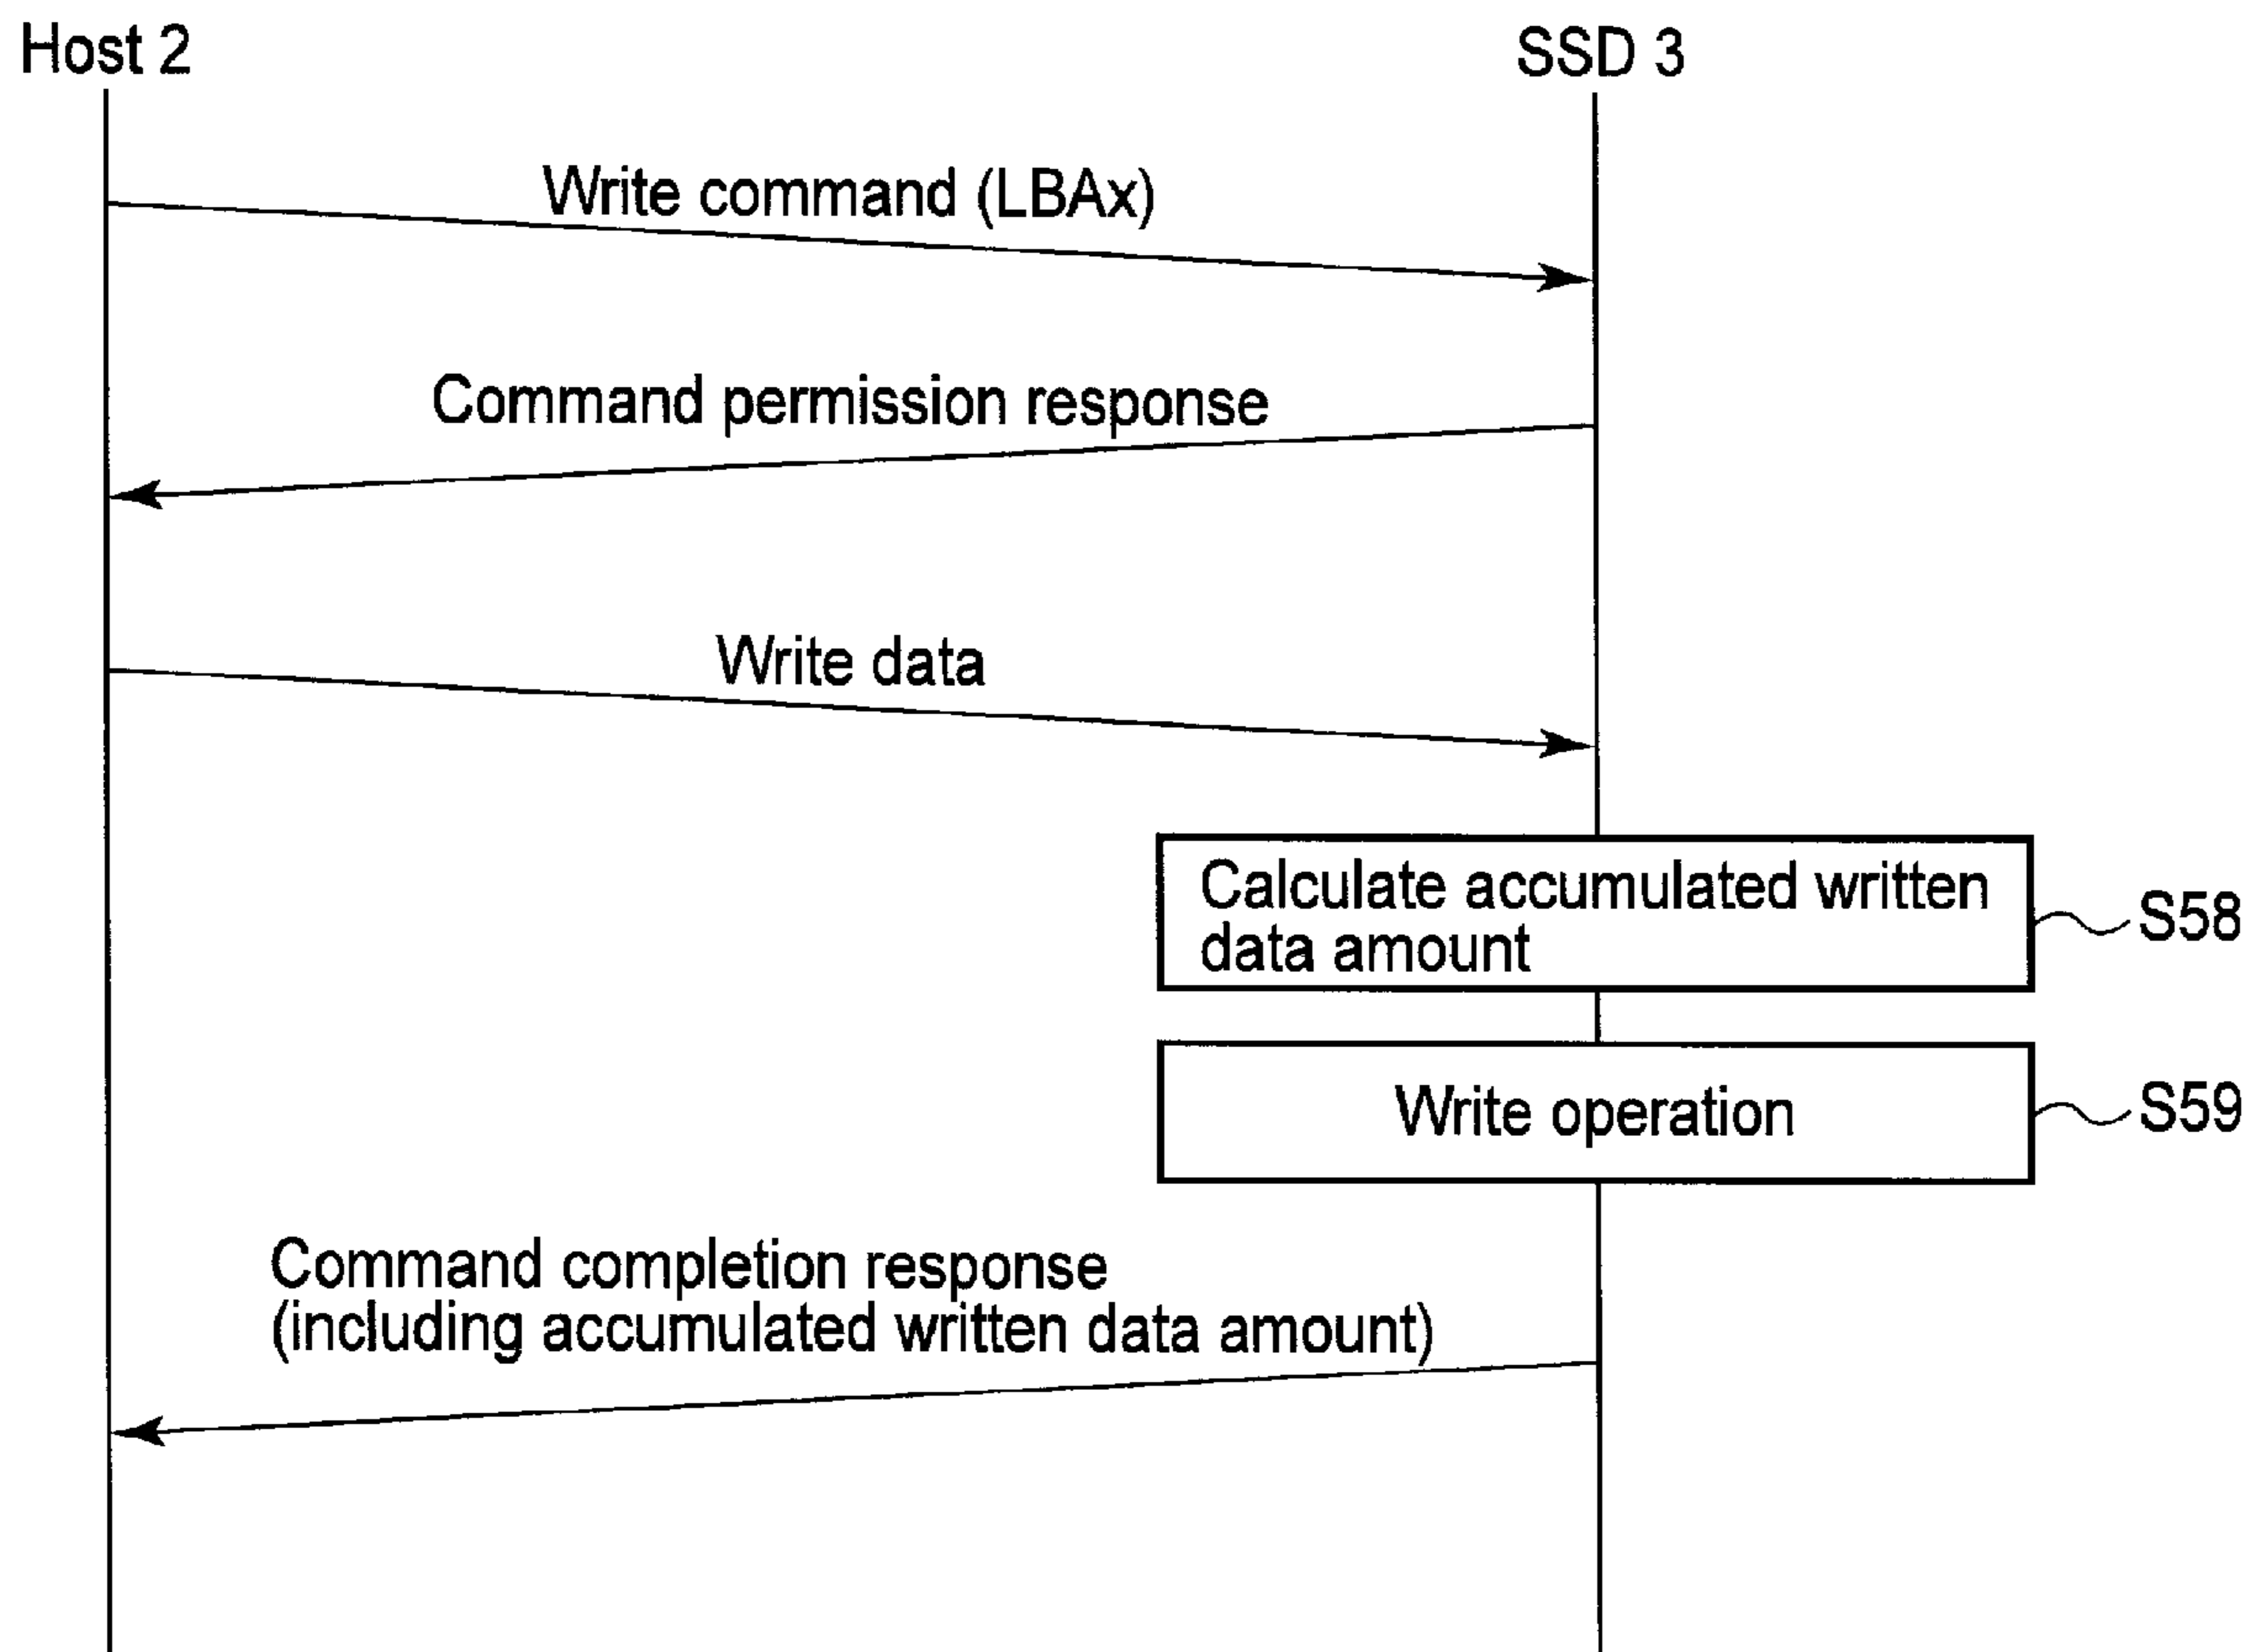 Host 2
SSD 3
Write command (LBAx)
Command permission response
Write data
Calculate accumulated written
data amount
S58
Write operation
S59
Command completion response
(including accumulated written data amount)